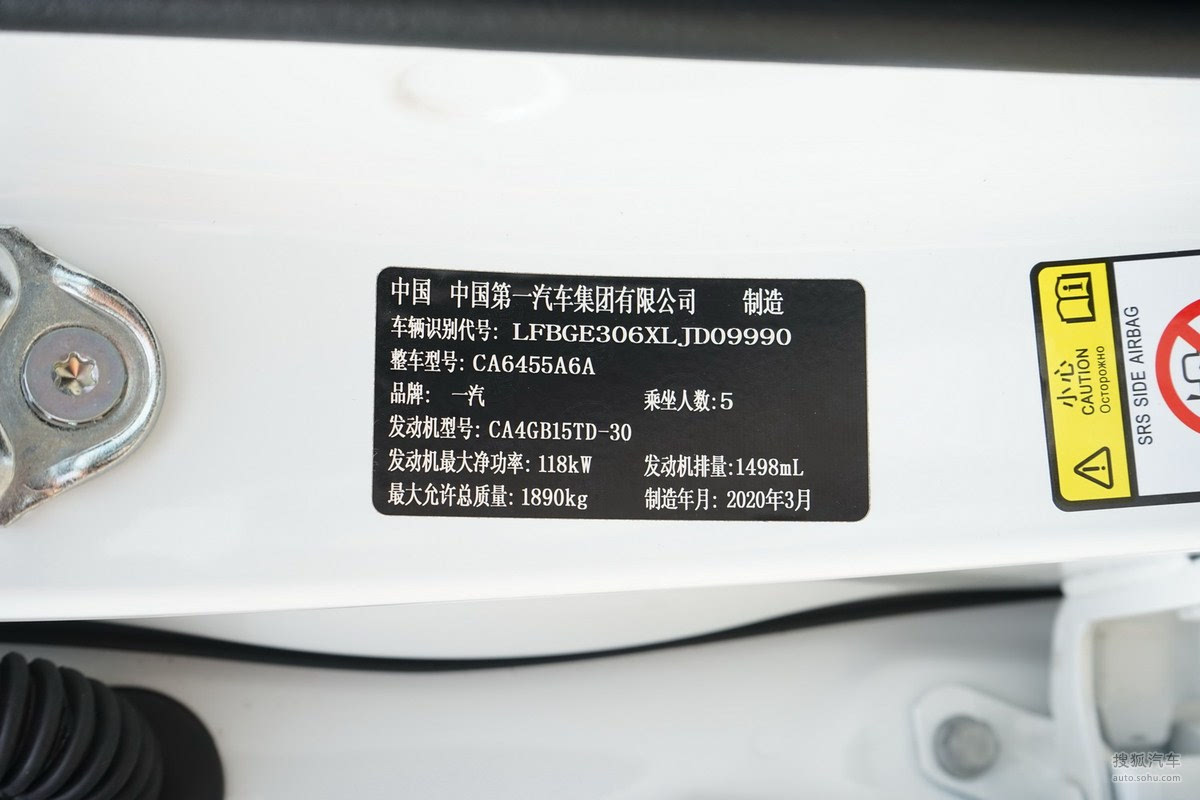 中国 中国第一汽车集团有限公司 制造
车辆识别代号: LFBGE306XLJD09990
整车型号: CA6455A6A
品牌: 一汽 乘坐人数:5
发动机型号: CA4GB15TD-30
发动机最大净功率: 118kW 发动机排量:1498mL
最大允许总质量: 1890kg 制造年月: 2020年3月
小心
CAUTION
Осторожно
SRS SIDE AIRBAG
搜狐汽车
auto.sohu.com